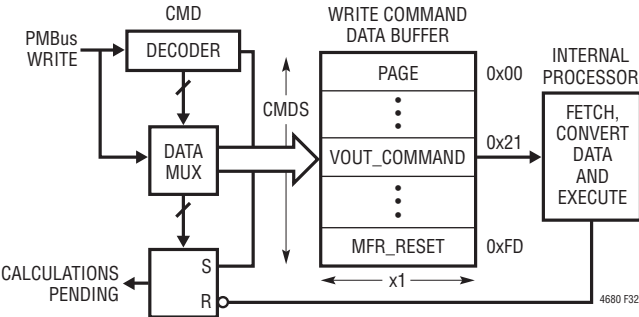 CMD
PMBus
WRITE
DECODER
DATA
MUX
S
R
CALCULATIONS
PENDING
CMDS
WRITE COMMAND
DATA BUFFER
PAGE
0x00
VOUT_COMMAND
0x21
MFR_RESET
0xFD
x1
INTERNAL
PROCESSOR
FETCH,
CONVERT
DATA
AND
EXECUTE
4680 F32